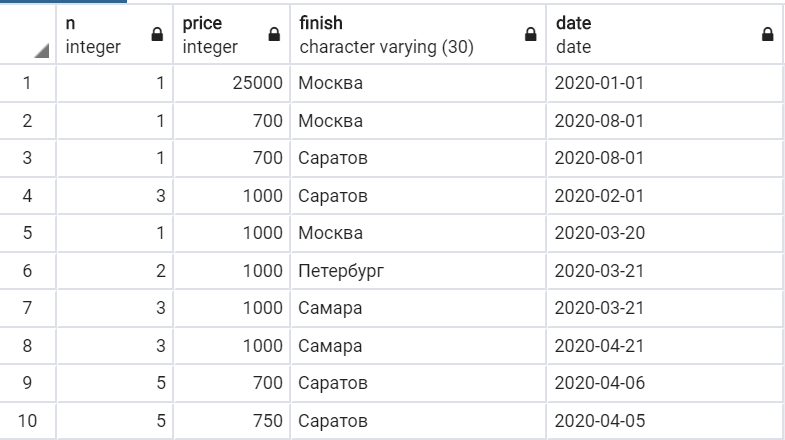 n price finish date
integer integer character varying (30) date
1 1 25000 Москва 2020-01-01
2 1 700 Москва 2020-08-01
3 1 700 Саратов 2020-08-01
4 3 1000 Саратов 2020-02-01
5 1 1000 Москва 2020-03-20
6 2 1000 Петербург 2020-03-21
7 3 1000 Самара 2020-03-21
8 3 1000 Самара 2020-04-21
9 5 700 Саратов 2020-04-06
10 5 750 Саратов 2020-04-05